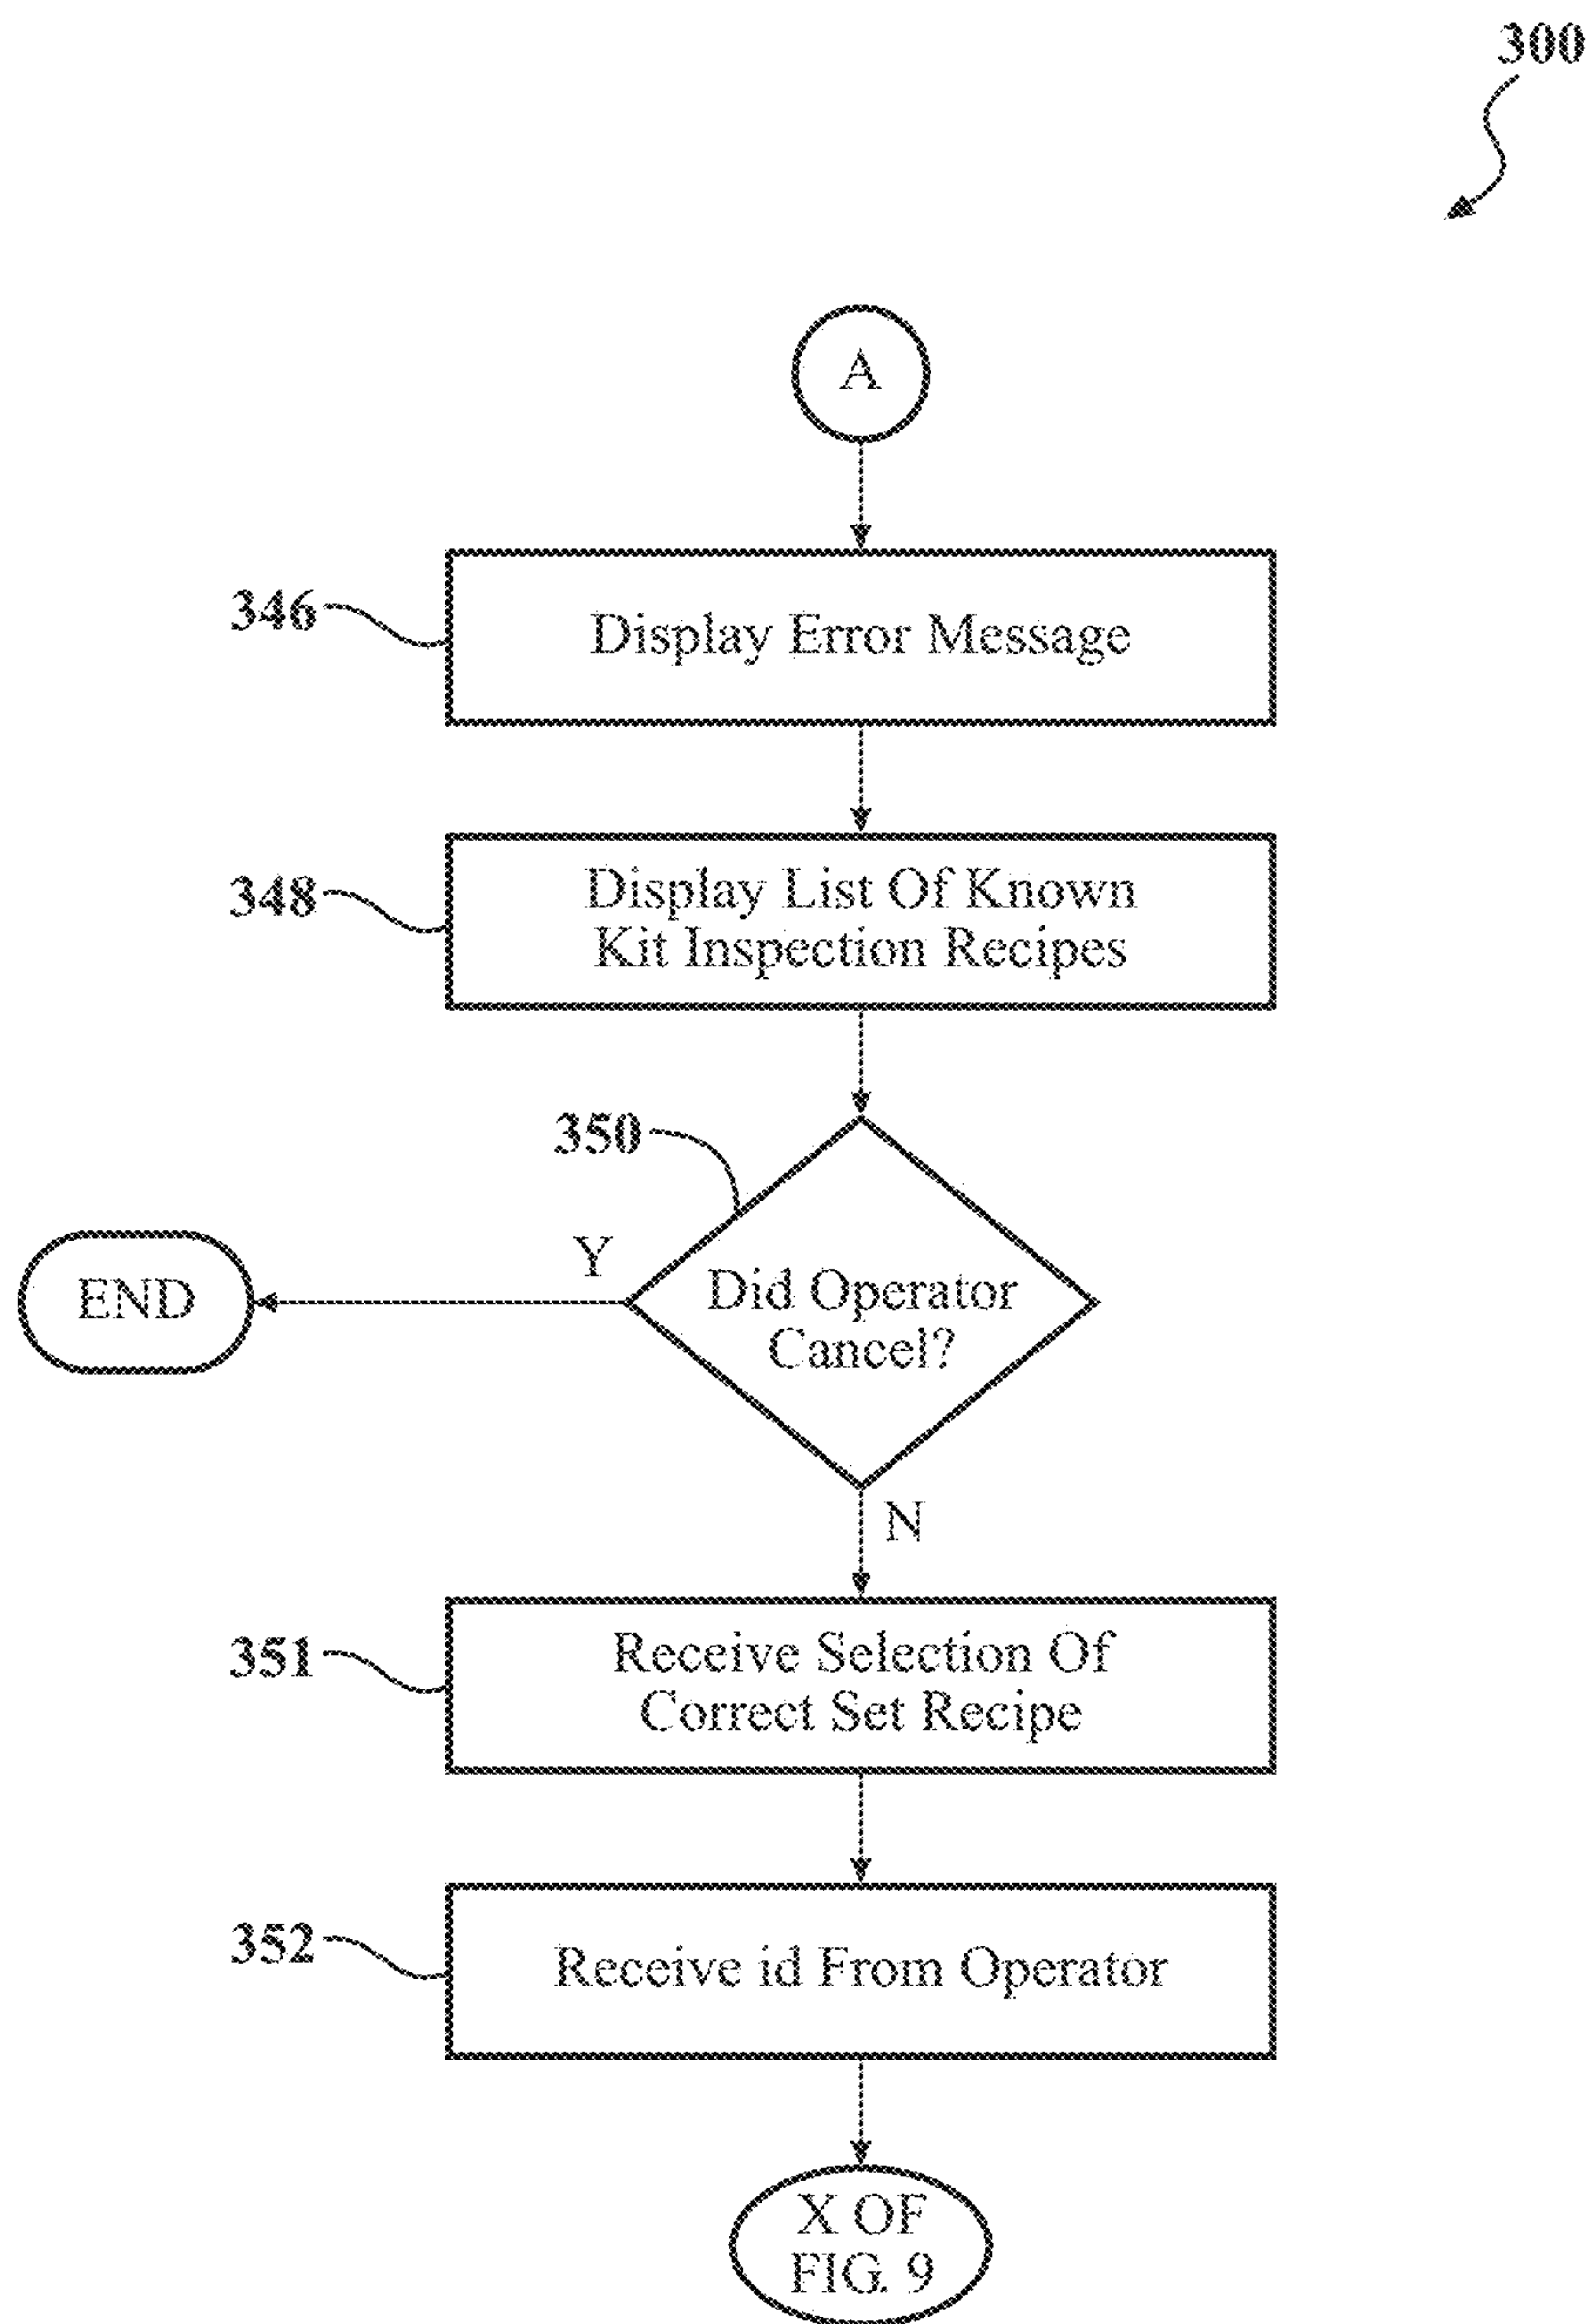 300
A
346
Display Error Message
348
Display List Of Known
Kit Inspection Recipes
350
Did Operator
Cancel?
Y
END
N
351
Receive Selection Of
Correct Set Recipe
352
Receive id From Operator
X OF
FIG. 9